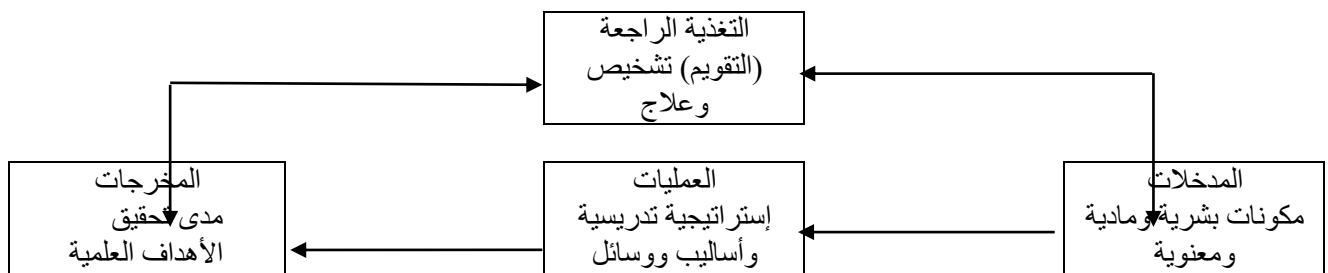 التغذية الراجعة
(التقويم) تشخيص
وعلاج
المدخلات
مكونات بشرية ومادية
ومعنوية
العمليات
إستراتيجية تدريسية
وأساليب ووسائل
المخرجات
مدى تحقيق
الأهداف العلمية